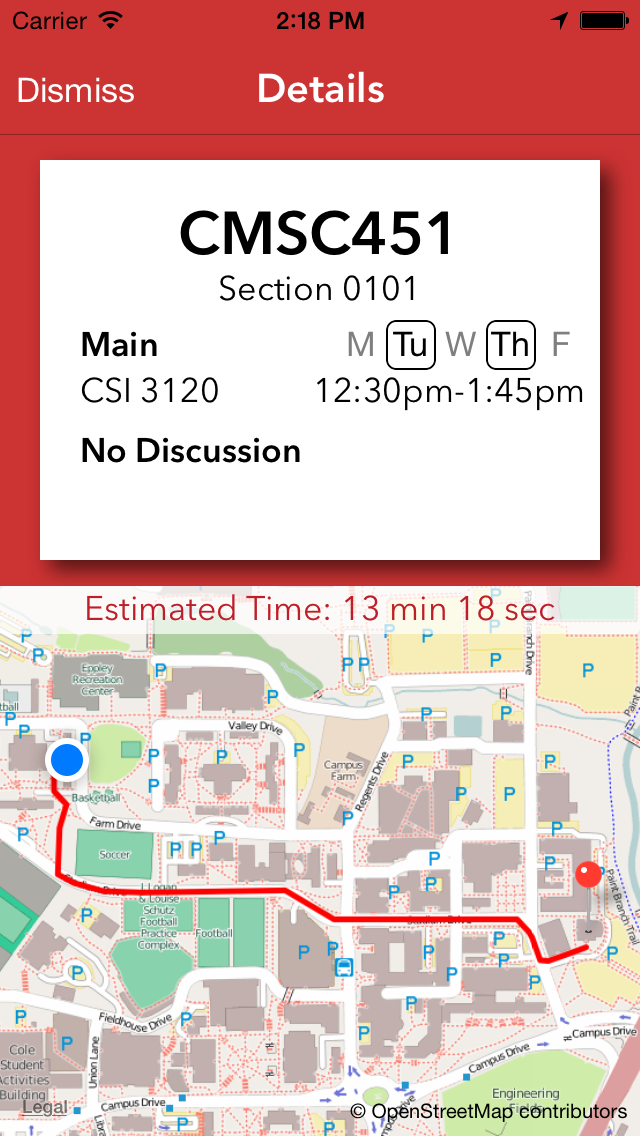 Carrier 2:18 PM
Dismiss Details
CMSC451
Section 0101
Main M Tu W Th F
CSI 3120 12:30pm-1:45pm
No Discussion
Estimated Time: 13 min 18 sec
Eppley
Recreation
Center
Valley Drive
Campus
Farm
Regents Drive
Basketball
Farm Drive
Soccer
Stadium Drive
& Louise
Schutz
Football
Practice
Complex
Football
Stadium Drive
Paint Branch Trail
Fieldhouse Drive
Union Lane
Cole
Student
Activities
Building
Campus Drive
Campus Drive
Campus Drive
Engineering
Fields
Legal
© OpenStreetMap contributors